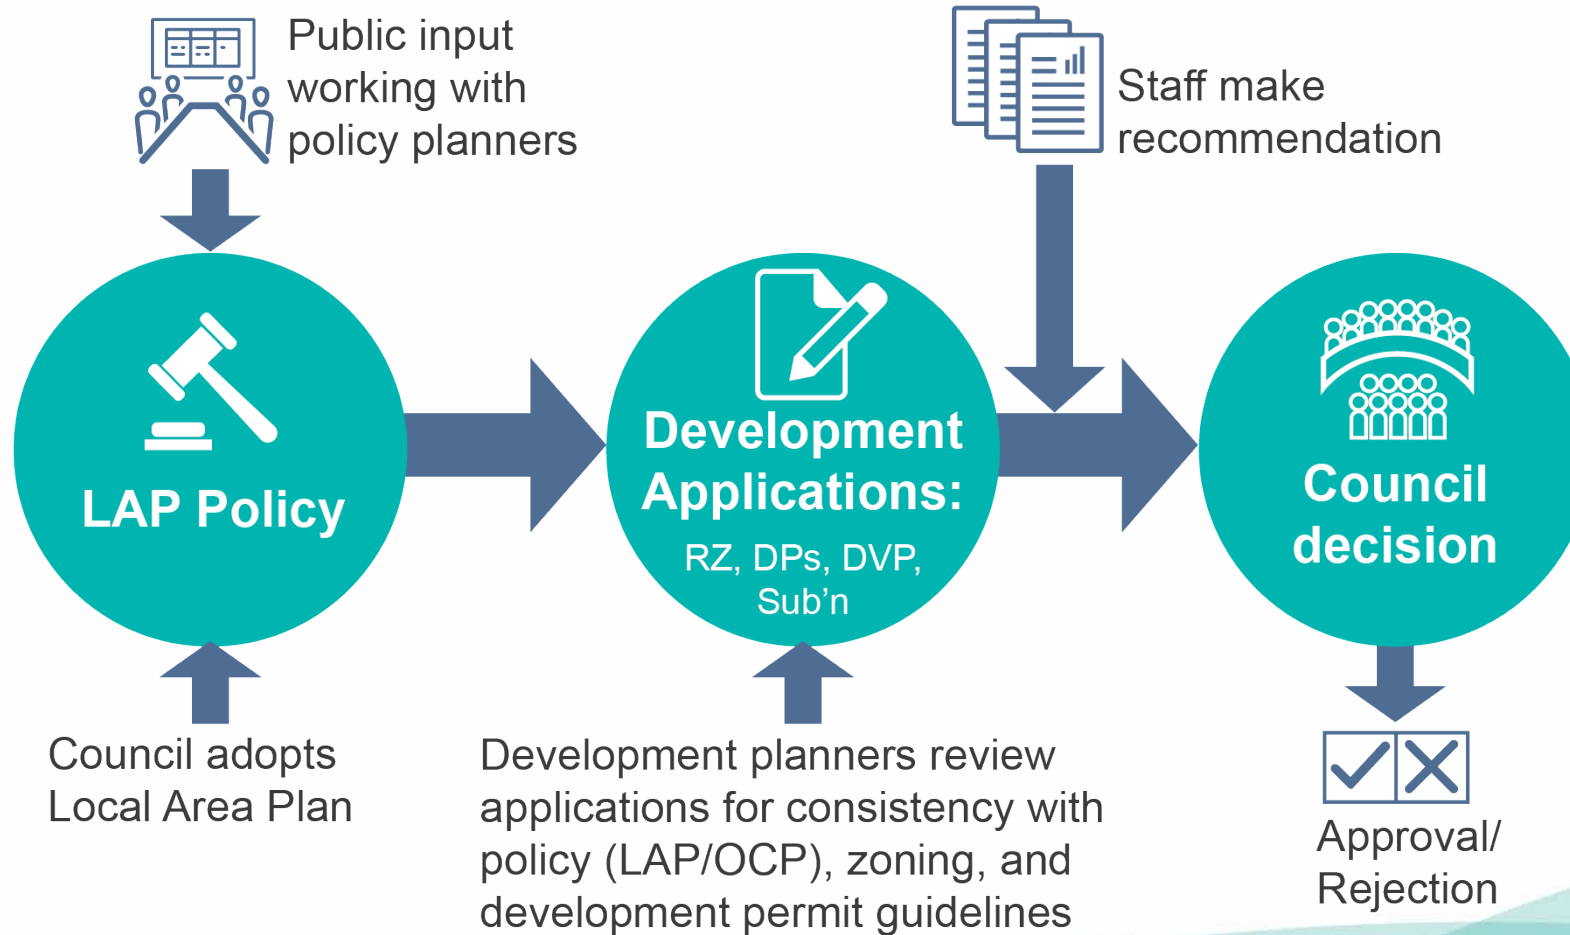 Public input
working with
policy planners
Staff make
recommendation
LAP Policy
Development
Applications:
RZ, DPs, DVP,
Sub’n
Council
decision
Council adopts
Local Area Plan
Development planners review
applications for consistency with
policy (LAP/OCP), zoning, and
development permit guidelines
Approval/
Rejection